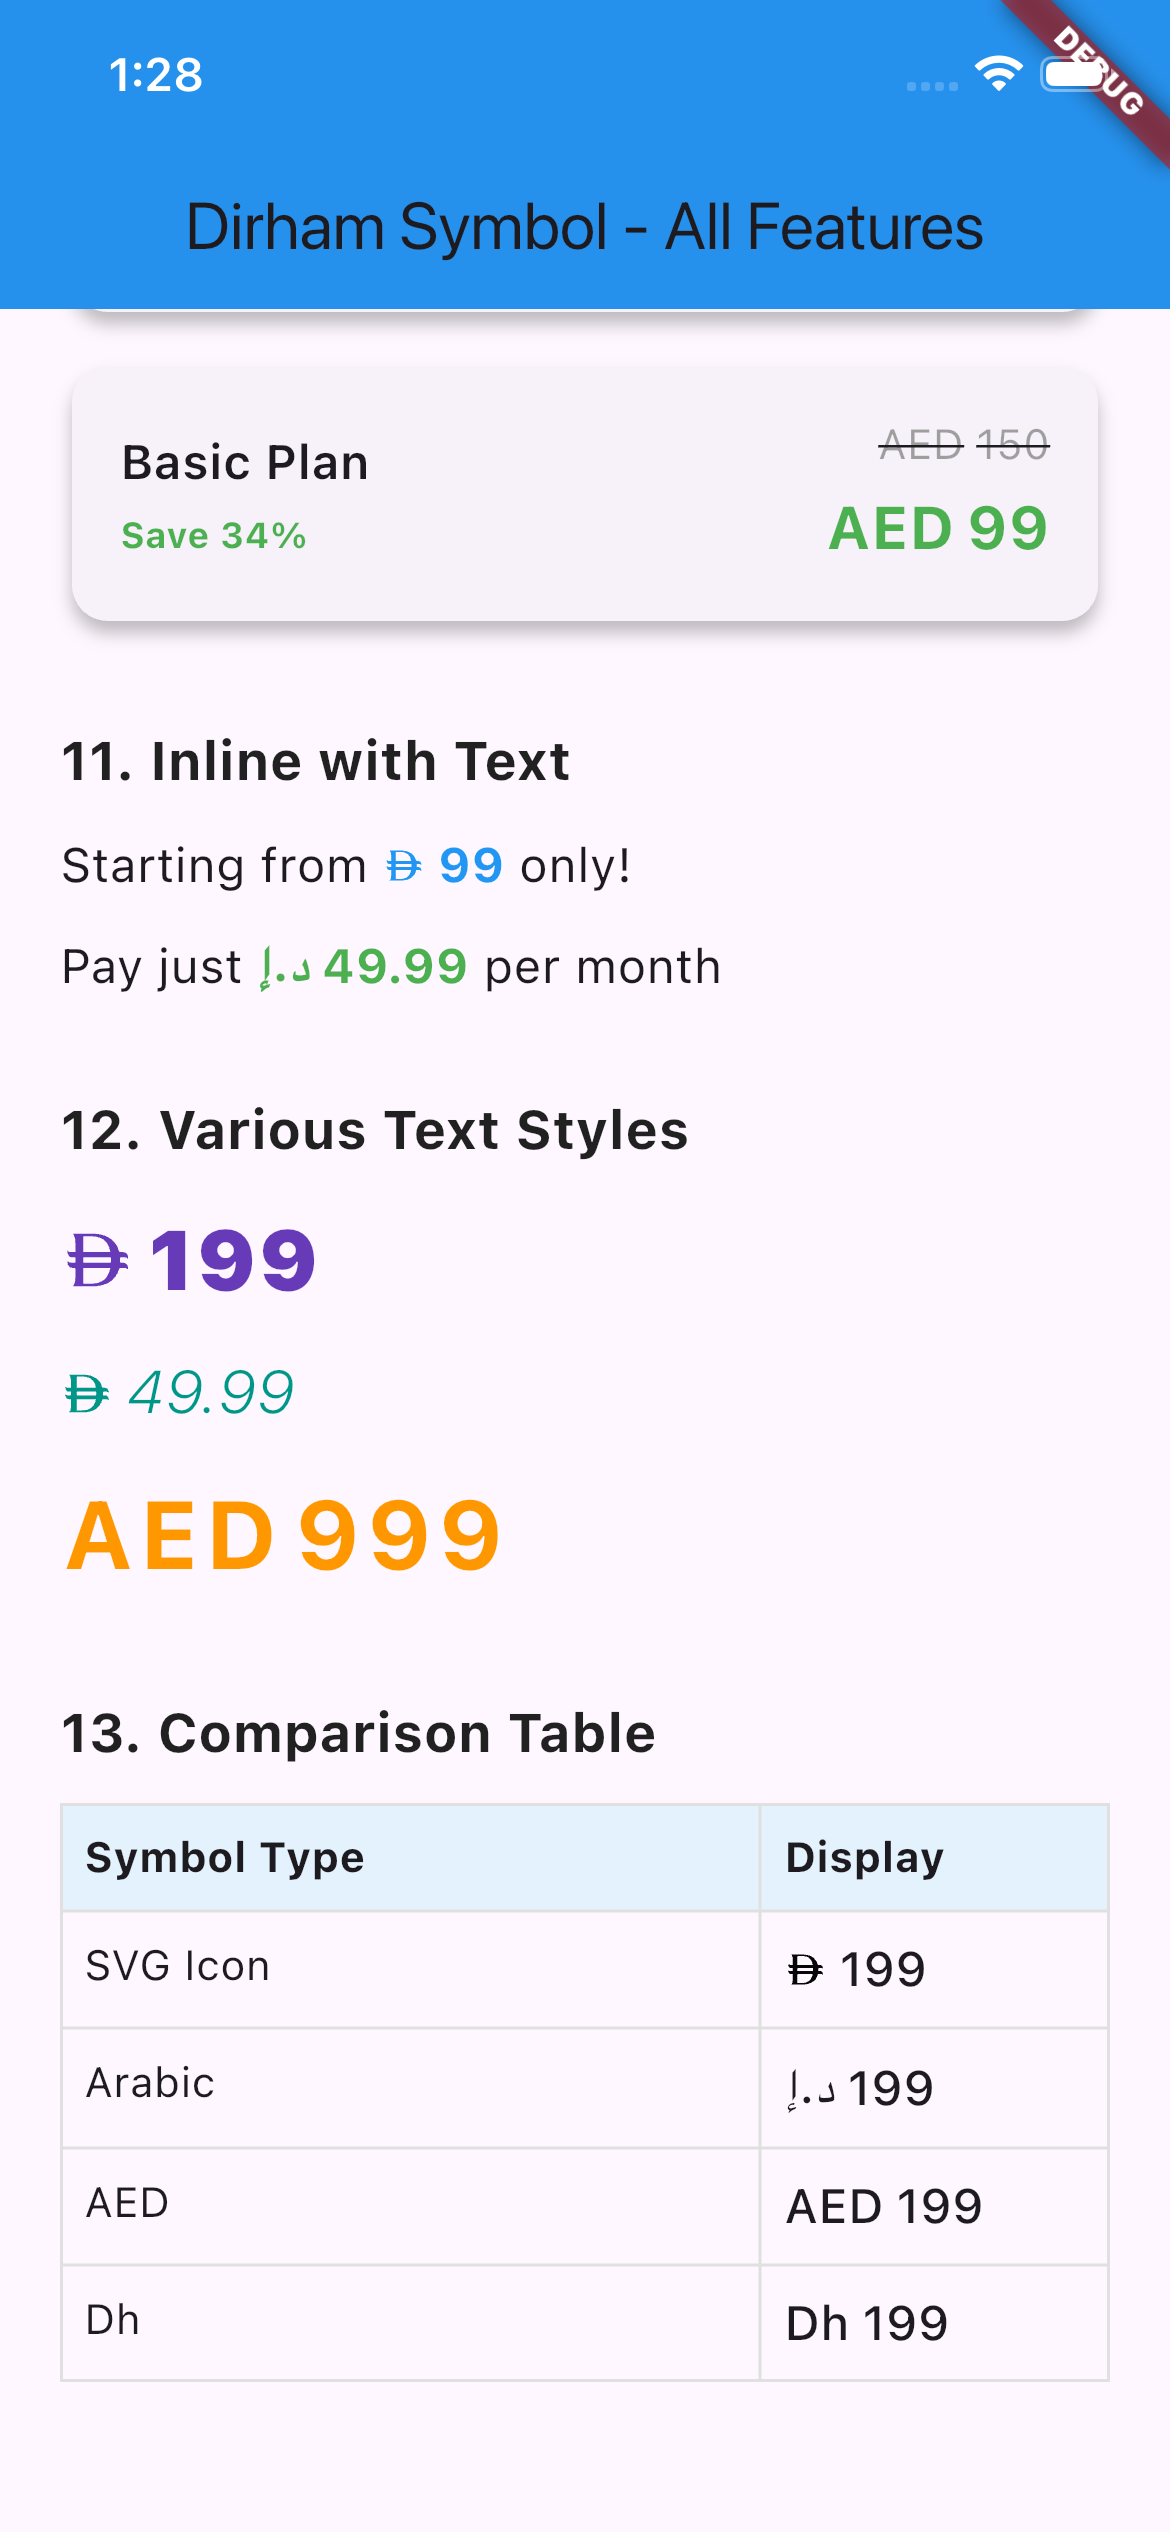 1:28
DEBUG
Dirham Symbol - All Features
Basic Plan
AED 150
Save 34%
AED 99
11. Inline with Text
Starting from  99 only!
Pay just د.إ 49.99 per month
12. Various Text Styles
 199
 49.99
AED 999
13. Comparison Table
Symbol Type Display
SVG Icon  199
Arabic د.إ 199
AED AED 199
Dh Dh 199